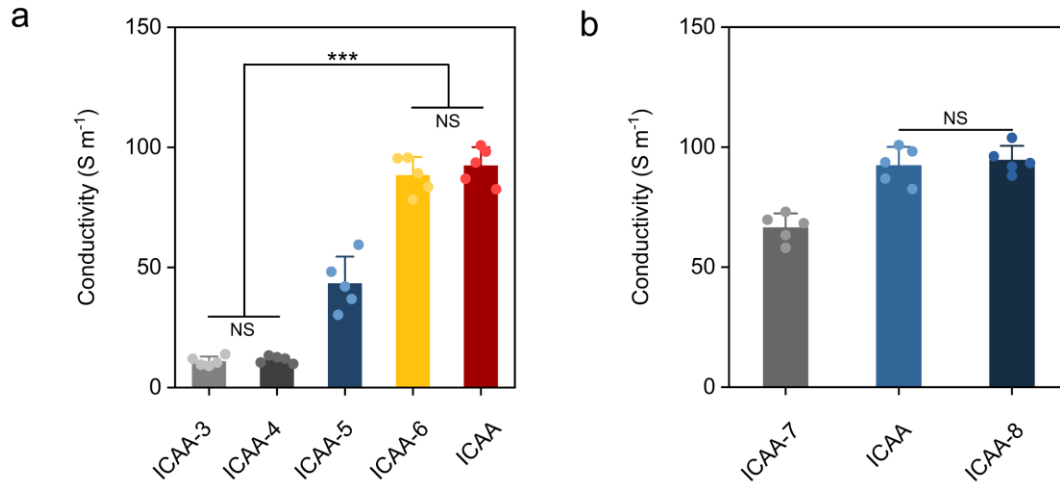 a
150
100
50
0
Conductivity (S m⁻¹)
***
NS
NS
ICAA-3
ICAA-4
ICAA-5
ICAA-6
ICAA
b
150
100
50
0
Conductivity (S m⁻¹)
NS
ICAA-7
ICAA
ICAA-8